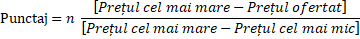 Punctaj = n [Prețul cel mai mare − Prețul ofertat]
[Prețul cel mai mare − Prețul cel mai mic]